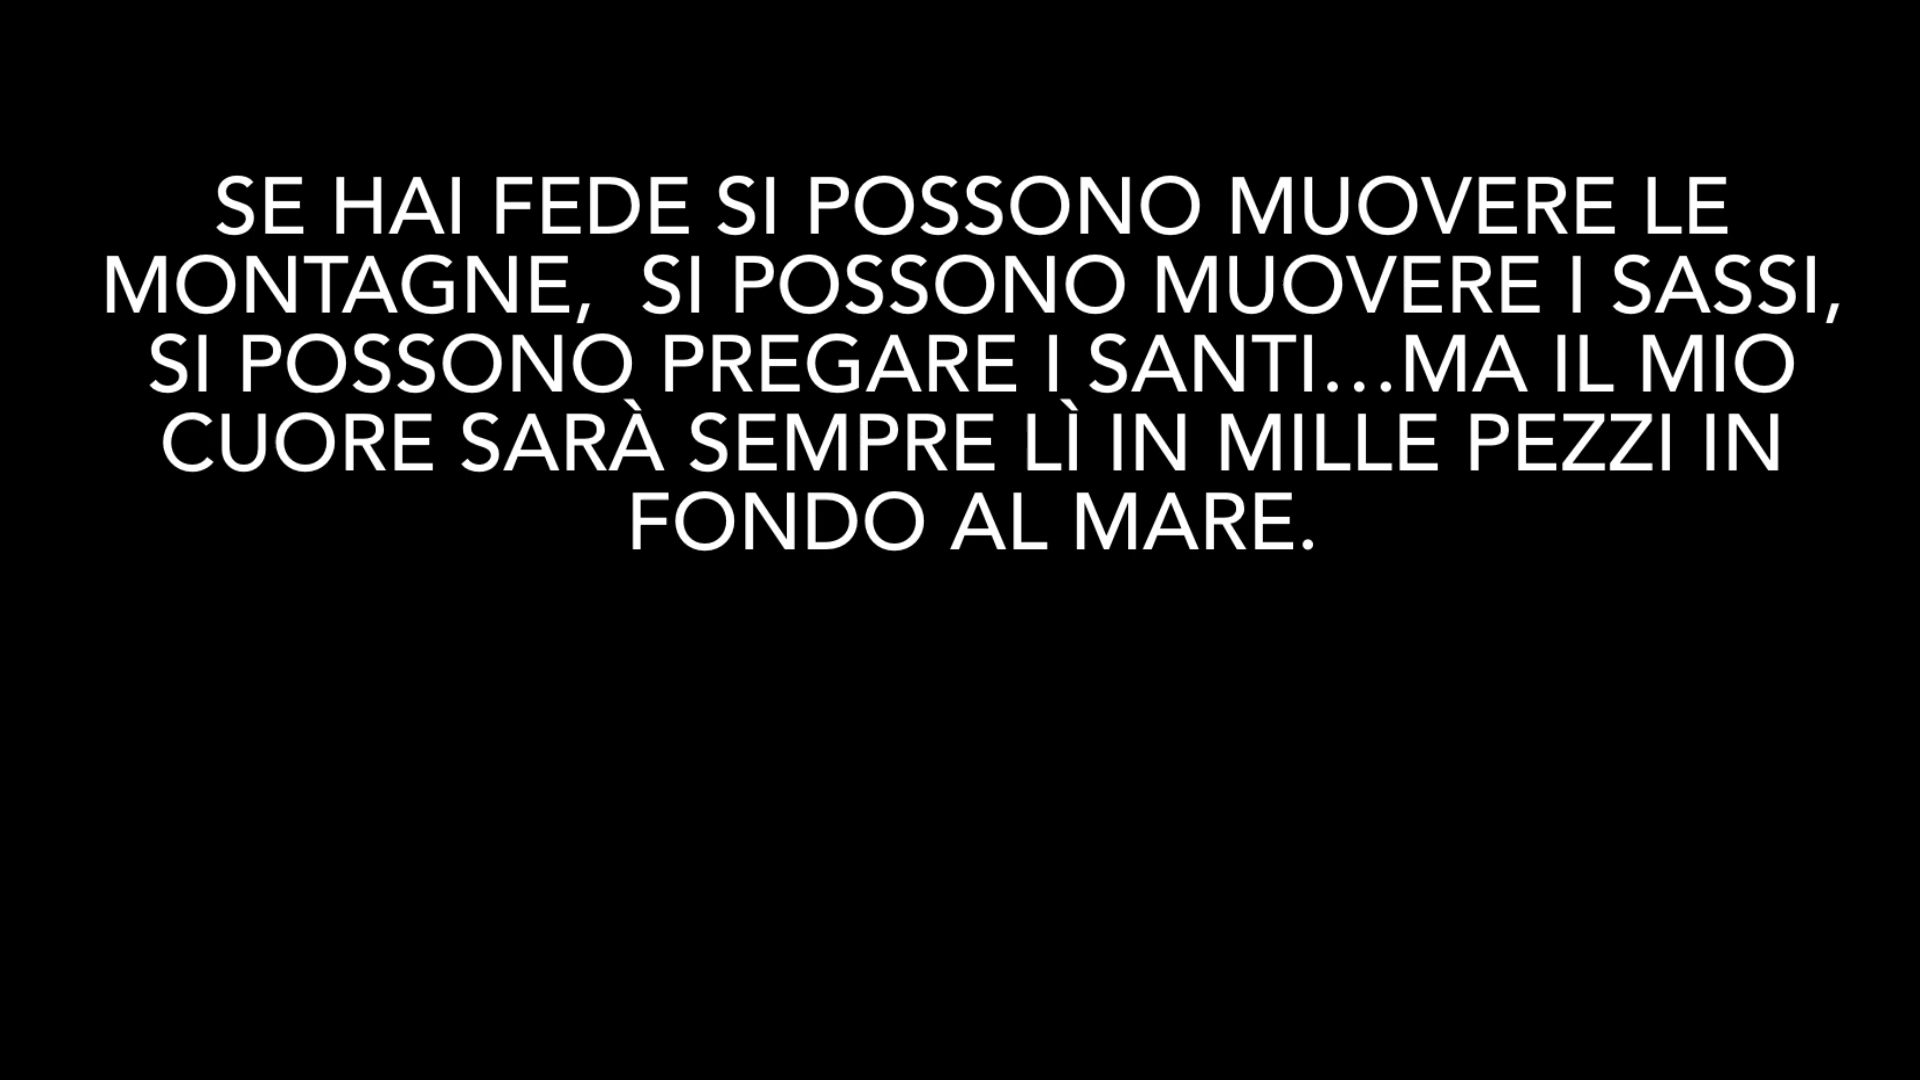 SE HAI FEDE SI POSSONO MUOVERE LE
MONTAGNE,  SI POSSONO MUOVERE I SASSI,
SI POSSONO PREGARE I SANTI...MA IL MIO
CUORE SARÀ SEMPRE LÌ IN MILLE PEZZI IN
FONDO AL MARE.